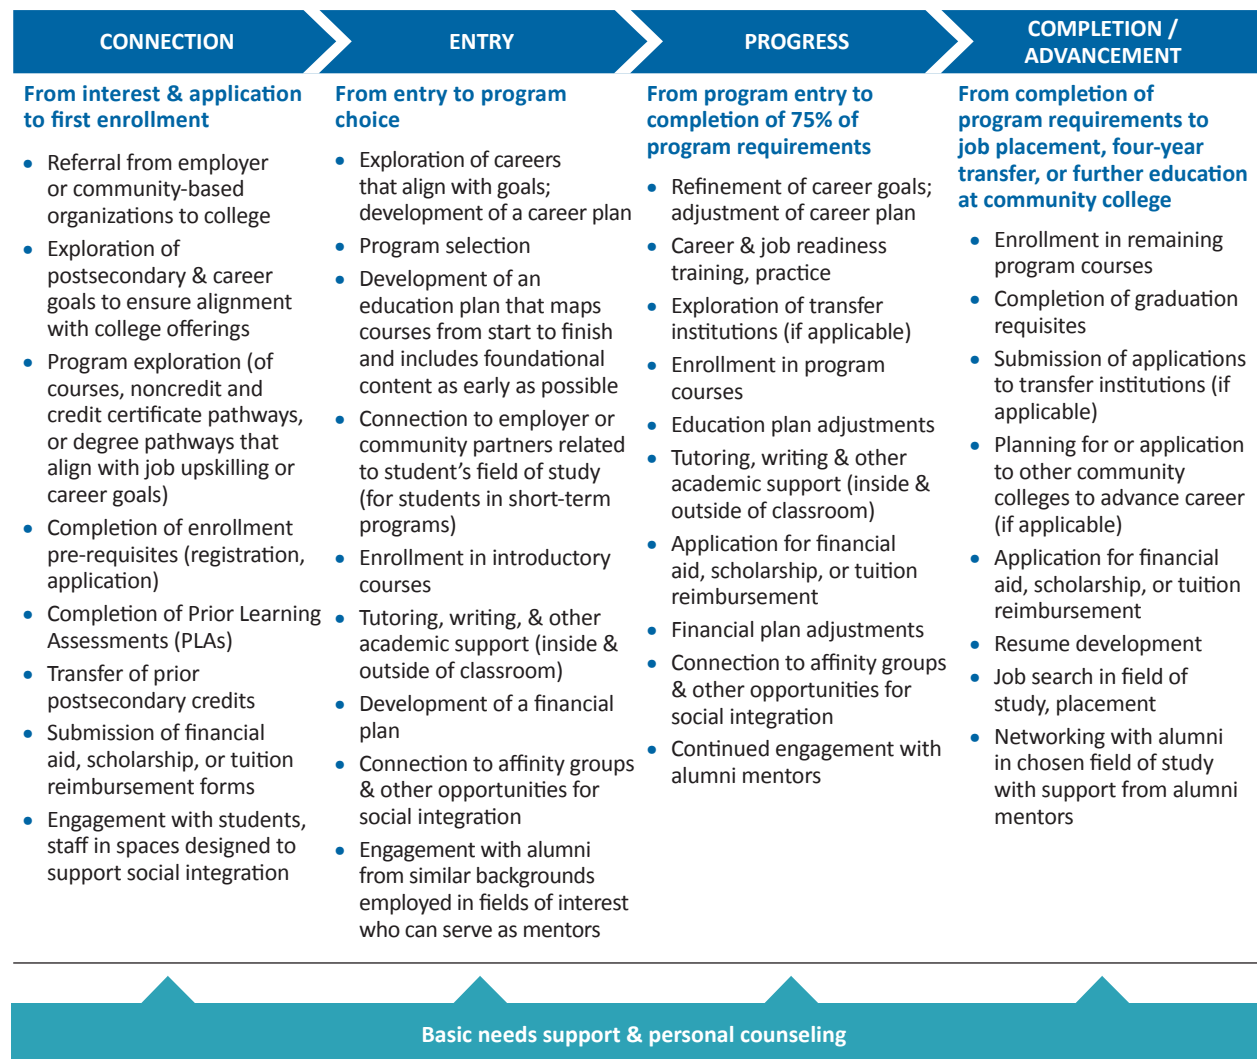 CONNECTION
ENTRY
PROGRESS
COMPLETION /
ADVANCEMENT
From interest & application
to first enrollment
• Referral from employer
or community-based
organizations to college
• Exploration of
postsecondary & career
goals to ensure alignment
with college offerings
• Program exploration (of
courses, noncredit and
credit certificate pathways,
or degree pathways that
align with job upskilling or
career goals)
• Completion of enrollment
pre-requisites (registration,
application)
• Completion of Prior Learning
Assessments (PLAs)
• Transfer of prior
postsecondary credits
• Submission of financial
aid, scholarship, or tuition
reimbursement forms
• Engagement with students,
staff in spaces designed to
support social integration
From entry to program
choice
• Exploration of careers
that align with goals;
development of a career plan
• Program selection
• Development of an
education plan that maps
courses from start to finish
and includes foundational
content as early as possible
• Connection to employer or
community partners related
to student's field of study
(for students in short-term
programs)
• Enrollment in introductory
courses
• Tutoring, writing, & other
academic support (inside &
outside of classroom)
• Development of a financial
plan
• Connection to affinity groups
& other opportunities for
social integration
• Engagement with alumni
from similar backgrounds
employed in fields of interest
who can serve as mentors
From program entry to
completion of 75% of
program requirements
• Refinement of career goals;
adjustment of career plan
• Career & job readiness
training, practice
• Exploration of transfer
institutions (if applicable)
• Enrollment in program
courses
• Education plan adjustments
• Tutoring, writing & other
academic support (inside &
outside of classroom)
• Application for financial
aid, scholarship, or tuition
reimbursement
• Financial plan adjustments
• Connection to affinity groups
& other opportunities for
social integration
• Continued engagement with
alumni mentors
From completion of
program requirements to
job placement, four-year
transfer, or further education
at community college
• Enrollment in remaining
program courses
• Completion of graduation
requisites
• Submission of applications
to transfer institutions (if
applicable)
• Planning for or application
to other community
colleges to advance career
(if applicable)
• Application for financial
aid, scholarship, or tuition
reimbursement
• Resume development
• Job search in field of
study, placement
• Networking with alumni
in chosen field of study
with support from alumni
mentors
Basic needs support & personal counseling